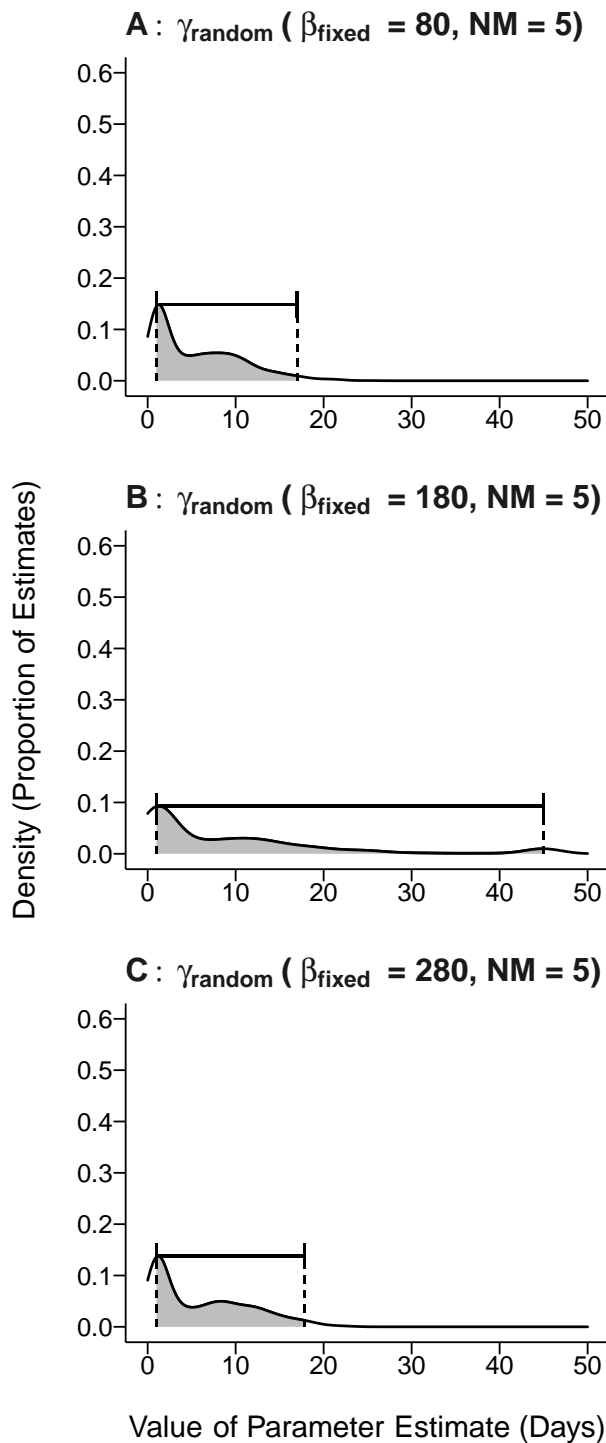 A : γrandom ( βfixed = 80, NM = 5)
0.6
0.5
0.4
0.3
0.2
0.1
0.0
0 10 20 30 40 50
B : γrandom ( βfixed = 180, NM = 5)
0.6
0.5
0.4
0.3
0.2
0.1
0.0
0 10 20 30 40 50
C : γrandom ( βfixed = 280, NM = 5)
0.6
0.5
0.4
0.3
0.2
0.1
0.0
0 10 20 30 40 50
Density (Proportion of Estimates)
Value of Parameter Estimate (Days)